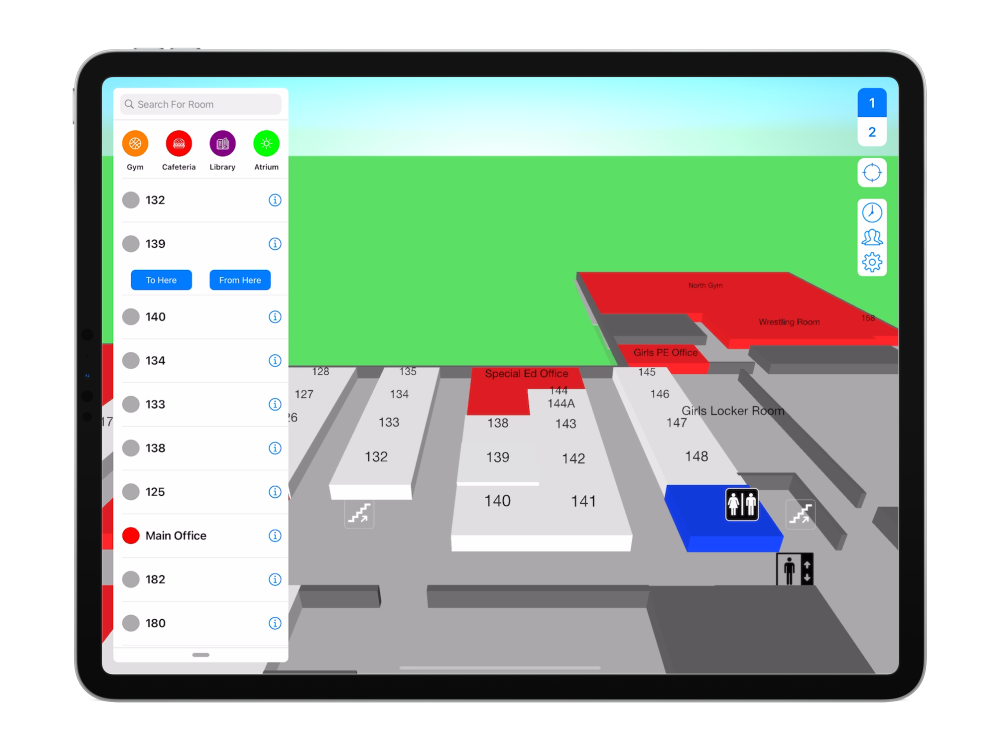 Search For Room
Gym
Cafeteria
Library
Atrium
132
139
To Here
From Here
140
134
133
138
125
Main Office
182
180
1
2
North Gym
Wrestling Room
Girls PE Office
128
135
Special Ed Office
145
127
134
144
146
144A
Girls Locker Room
26
133
138
143
147
17
132
139
142
148
140
141